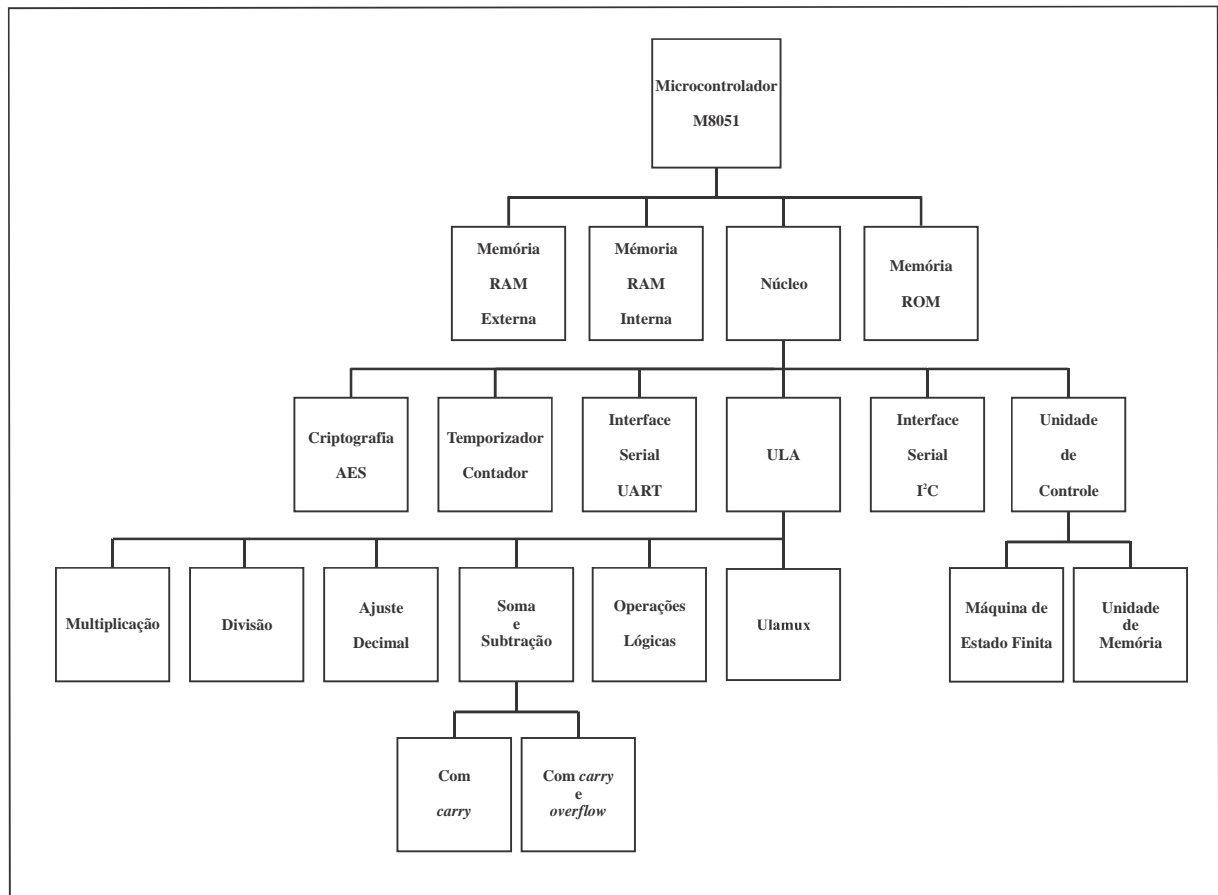 Microcontrolador
M8051
Memória
RAM
Externa
Mémoria
RAM
Interna
Núcleo
Memória
ROM
Criptografia
AES
Temporizador
Contador
Interface
Serial
UART
ULA
Interface
Serial
I²C
Unidade
de
Controle
Multiplicação
Divisão
Ajuste
Decimal
Soma
e
Subtração
Operações
Lógicas
Ulamux
Máquina de
Estado Finita
Unidade
de
Memória
Com
carry
Com carry
e
overflow